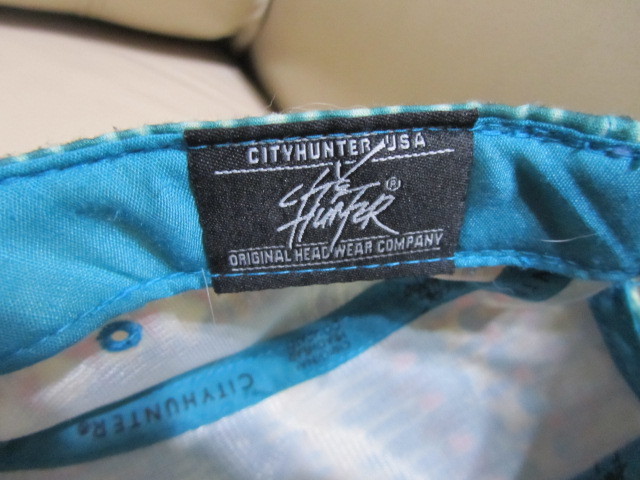 CITYHUNTER USA
CITY
HUNTER®
ORIGINAL HEAD WEAR COMPANY
CITYHUNTER®